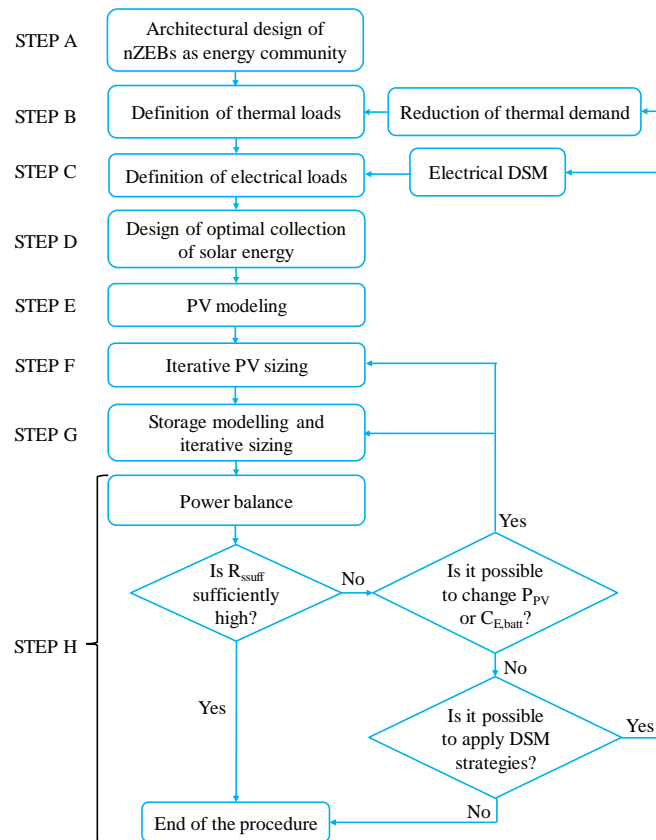 STEP A
Architectural design of
nZEBs as energy community
STEP B
Definition of thermal loads
Reduction of thermal demand
STEP C
Definition of electrical loads
Electrical DSM
STEP D
Design of optimal collection
of solar energy
STEP E
PV modeling
STEP F
Iterative PV sizing
STEP G
Storage modelling and
iterative sizing
STEP H
Power balance
Is R_ssuff
sufficiently
high?
No
Yes
Is it possible
to change P_PV
or C_E,batt?
Yes
No
Is it possible
to apply DSM
strategies?
Yes
No
End of the procedure